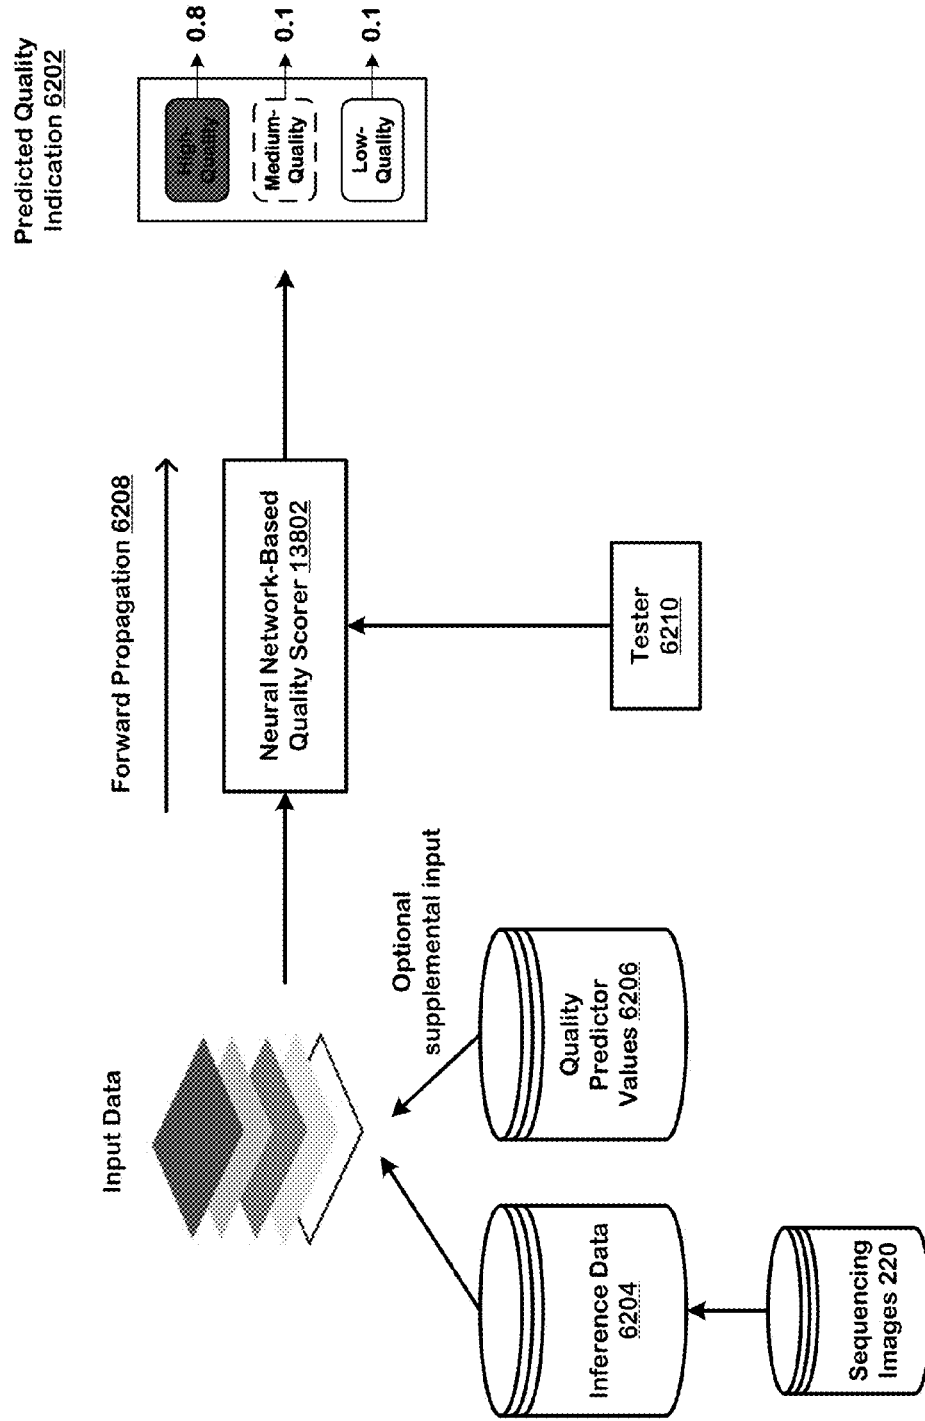 Input Data
Forward Propagation 6208
Predicted Quality
Indication 6202
High-
Quality
0.8
Medium-
Quality
0.1
Low-
Quality
0.1
Neural Network-Based
Quality Scorer 13802
Optional
supplemental input
Inference Data
6204
Quality
Predictor
Values 6206
Tester
6210
Sequencing
Images 220